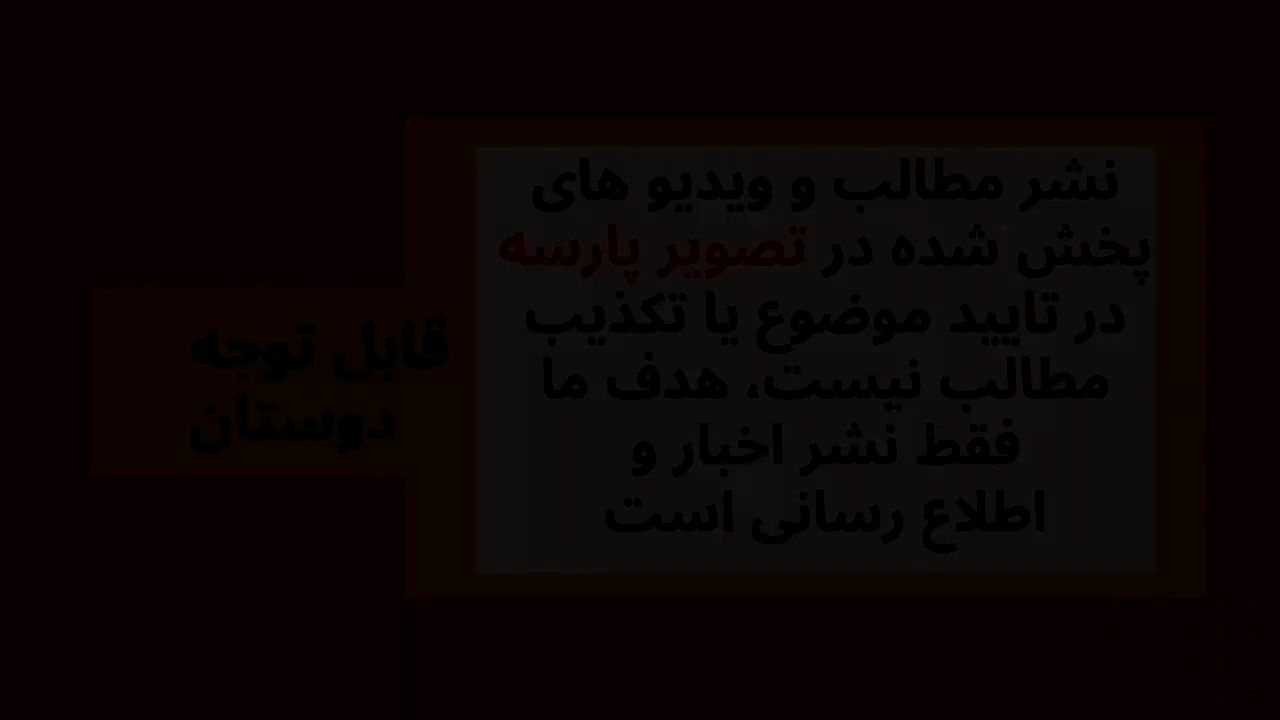 نشر مطالب و ویدیو های
پخش شده در تصویر پارسه
در تایید موضوع یا تکذیب
مطالب نیست، هدف ما
فقط نشر اخبار و
اطلاع رسانی است
قابل توجه
دوستان